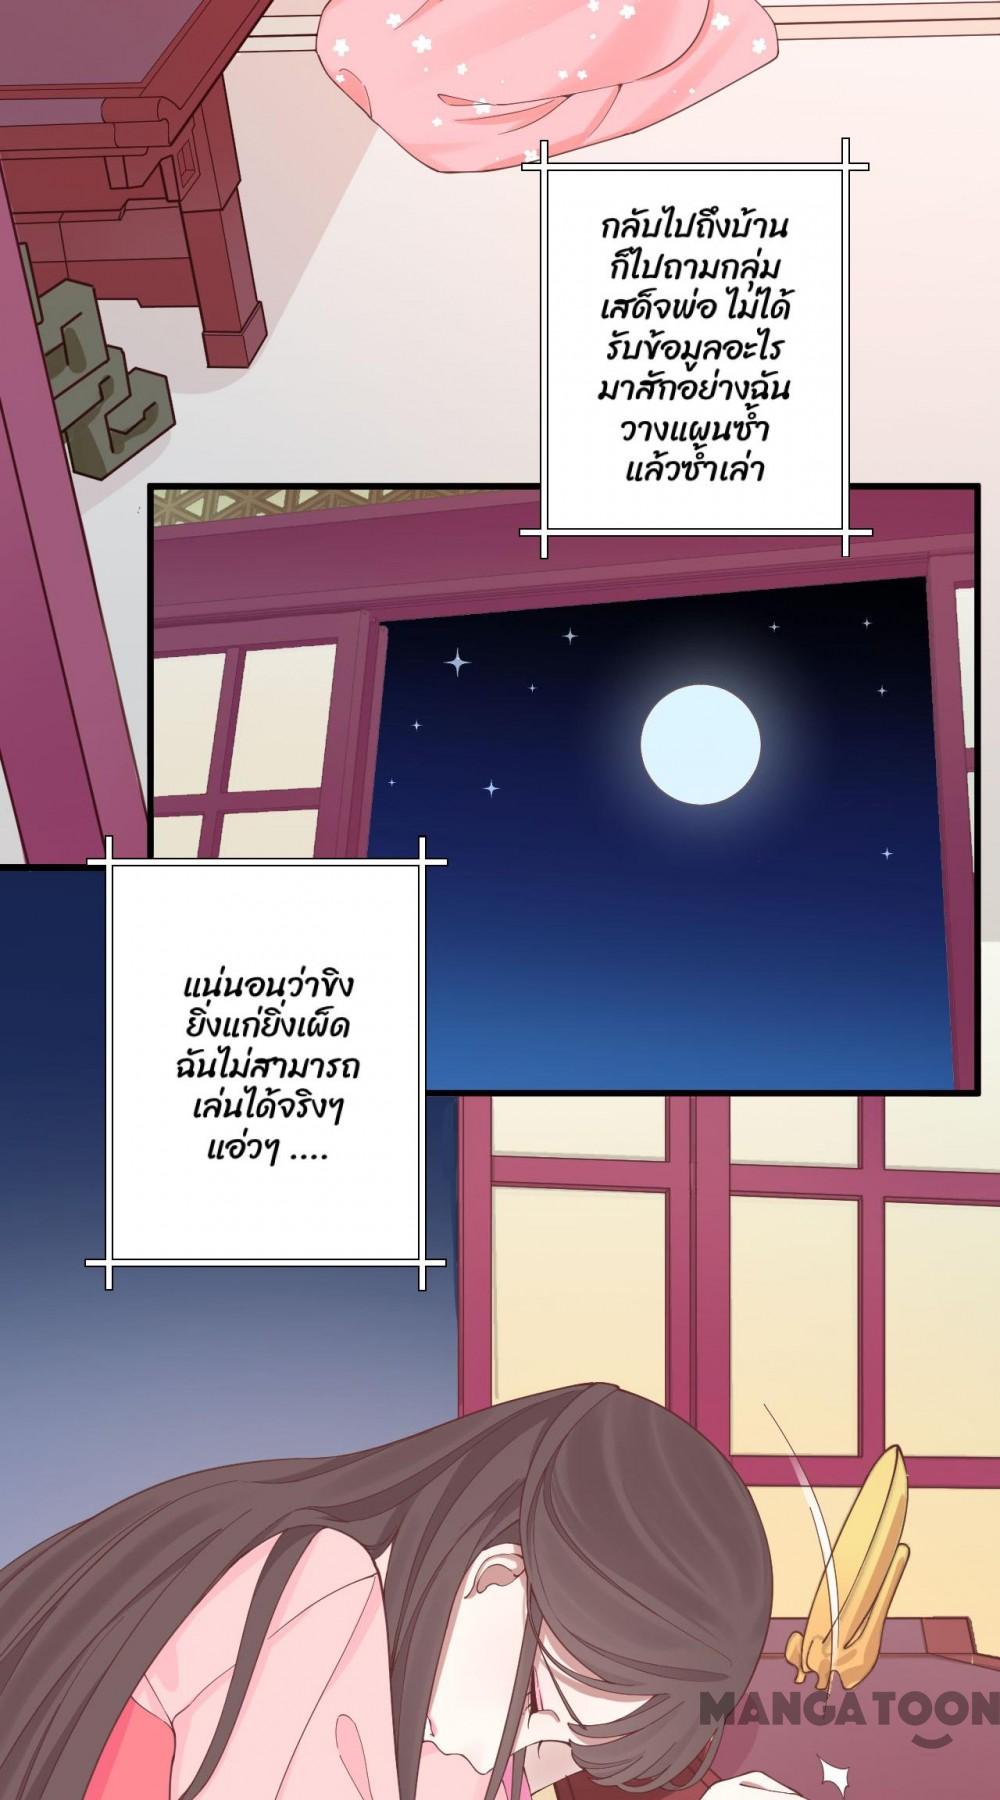 กลับไปถึงบ้าน
ก็ไปถามกลุ่ม
เสด็จพ่อ ไม่ได้
รับข้อมูลอะไร
มาสักอย่างฉัน
วางแผนซ้ำ
แล้วซ้ำเล่า
แน่นอนว่าขิง
ยิ่งแก่ยิ่งเผ็ด
ฉันไม่สามารถ
เล่นได้จริงๆ
แอ่วๆ ....
MANGATOON